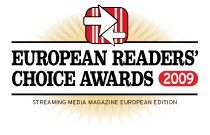 EUROPEAN READERS'
CHOICE AWARDS 2009
STREAMING MEDIA MAGAZINE EUROPEAN EDITION